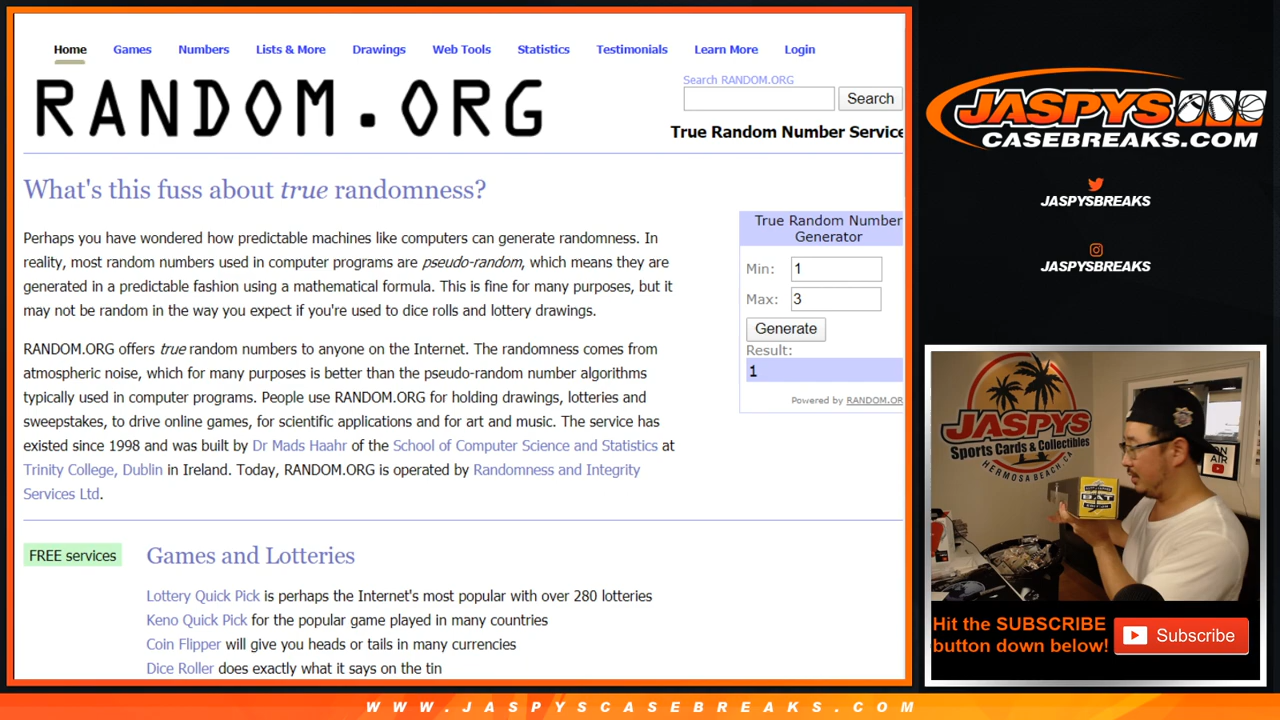 Home Games Numbers Lists & More Drawings Web Tools Statistics Testimonials Learn More Login
RANDOM.ORG
Search RANDOM.ORG
Search
True Random Number Service
What's this fuss about true randomness?
Perhaps you have wondered how predictable machines like computers can generate randomness. In
reality, most random numbers used in computer programs are pseudo-random, which means they are
generated in a predictable fashion using a mathematical formula. This is fine for many purposes, but it
may not be random in the way you expect if you're used to dice rolls and lottery drawings.
RANDOM.ORG offers true random numbers to anyone on the Internet. The randomness comes from
atmospheric noise, which for many purposes is better than the pseudo-random number algorithms
typically used in computer programs. People use RANDOM.ORG for holding drawings, lotteries and
sweepstakes, to drive online games, for scientific applications and for art and music. The service has
existed since 1998 and was built by Dr Mads Haahr of the School of Computer Science and Statistics at
Trinity College, Dublin in Ireland. Today, RANDOM.ORG is operated by Randomness and Integrity
Services Ltd.
True Random Number
Generator
Min: 1
Max: 3
Generate
Result:
1
Powered by RANDOM.OR
FREE services
Games and Lotteries
Lottery Quick Pick is perhaps the Internet's most popular with over 280 lotteries
Keno Quick Pick for the popular game played in many countries
Coin Flipper will give you heads or tails in many currencies
Dice Roller does exactly what it says on the tin
JASPYS
CASEBREAKS.COM
JASPYSBREAKS
JASPYSBREAKS
JASPYS
Sports Cards & Collectibles
HERMOSA BEACH, CA
ON
AIR
BAT
Hit the SUBSCRIBE
button down below!
Subscribe
WWW.JASPYSCASEBREAKS.COM